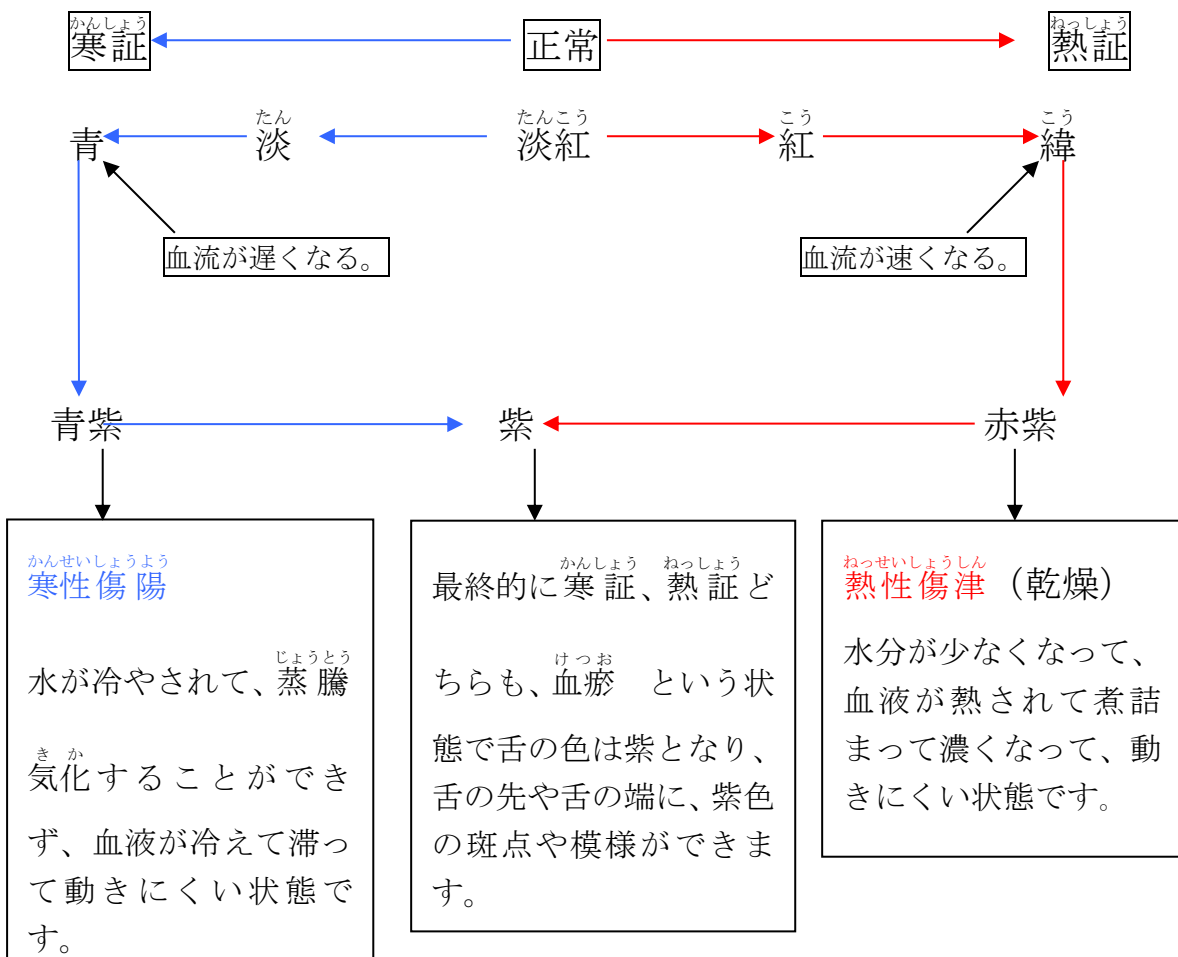 かんしょう ねっしょう
寒証 正常 熱証
たん たんこう こう こう
青 淡 淡紅 紅 緯
血流が遅くなる。 血流が速くなる。
青紫 紫 赤紫
かんせいしょうよう
寒性傷陽
じょうとう
水が冷やされて、蒸騰
きか
気化することができ
ず、血液が冷えて滞っ
て動きにくい状態で
す。
かんしょう ねっしょう
最終的に寒証、熱証ど
けつお
ちらも、血瘀 という状
態で舌の色は紫となり、
舌の先や舌の端に、紫色
の斑点や模様ができま
す。
ねっせいしょうしん
熱性傷津（乾燥）
水分が少なくなって、
血液が熱されて煮詰
まって濃くなって、動
きにくい状態です。